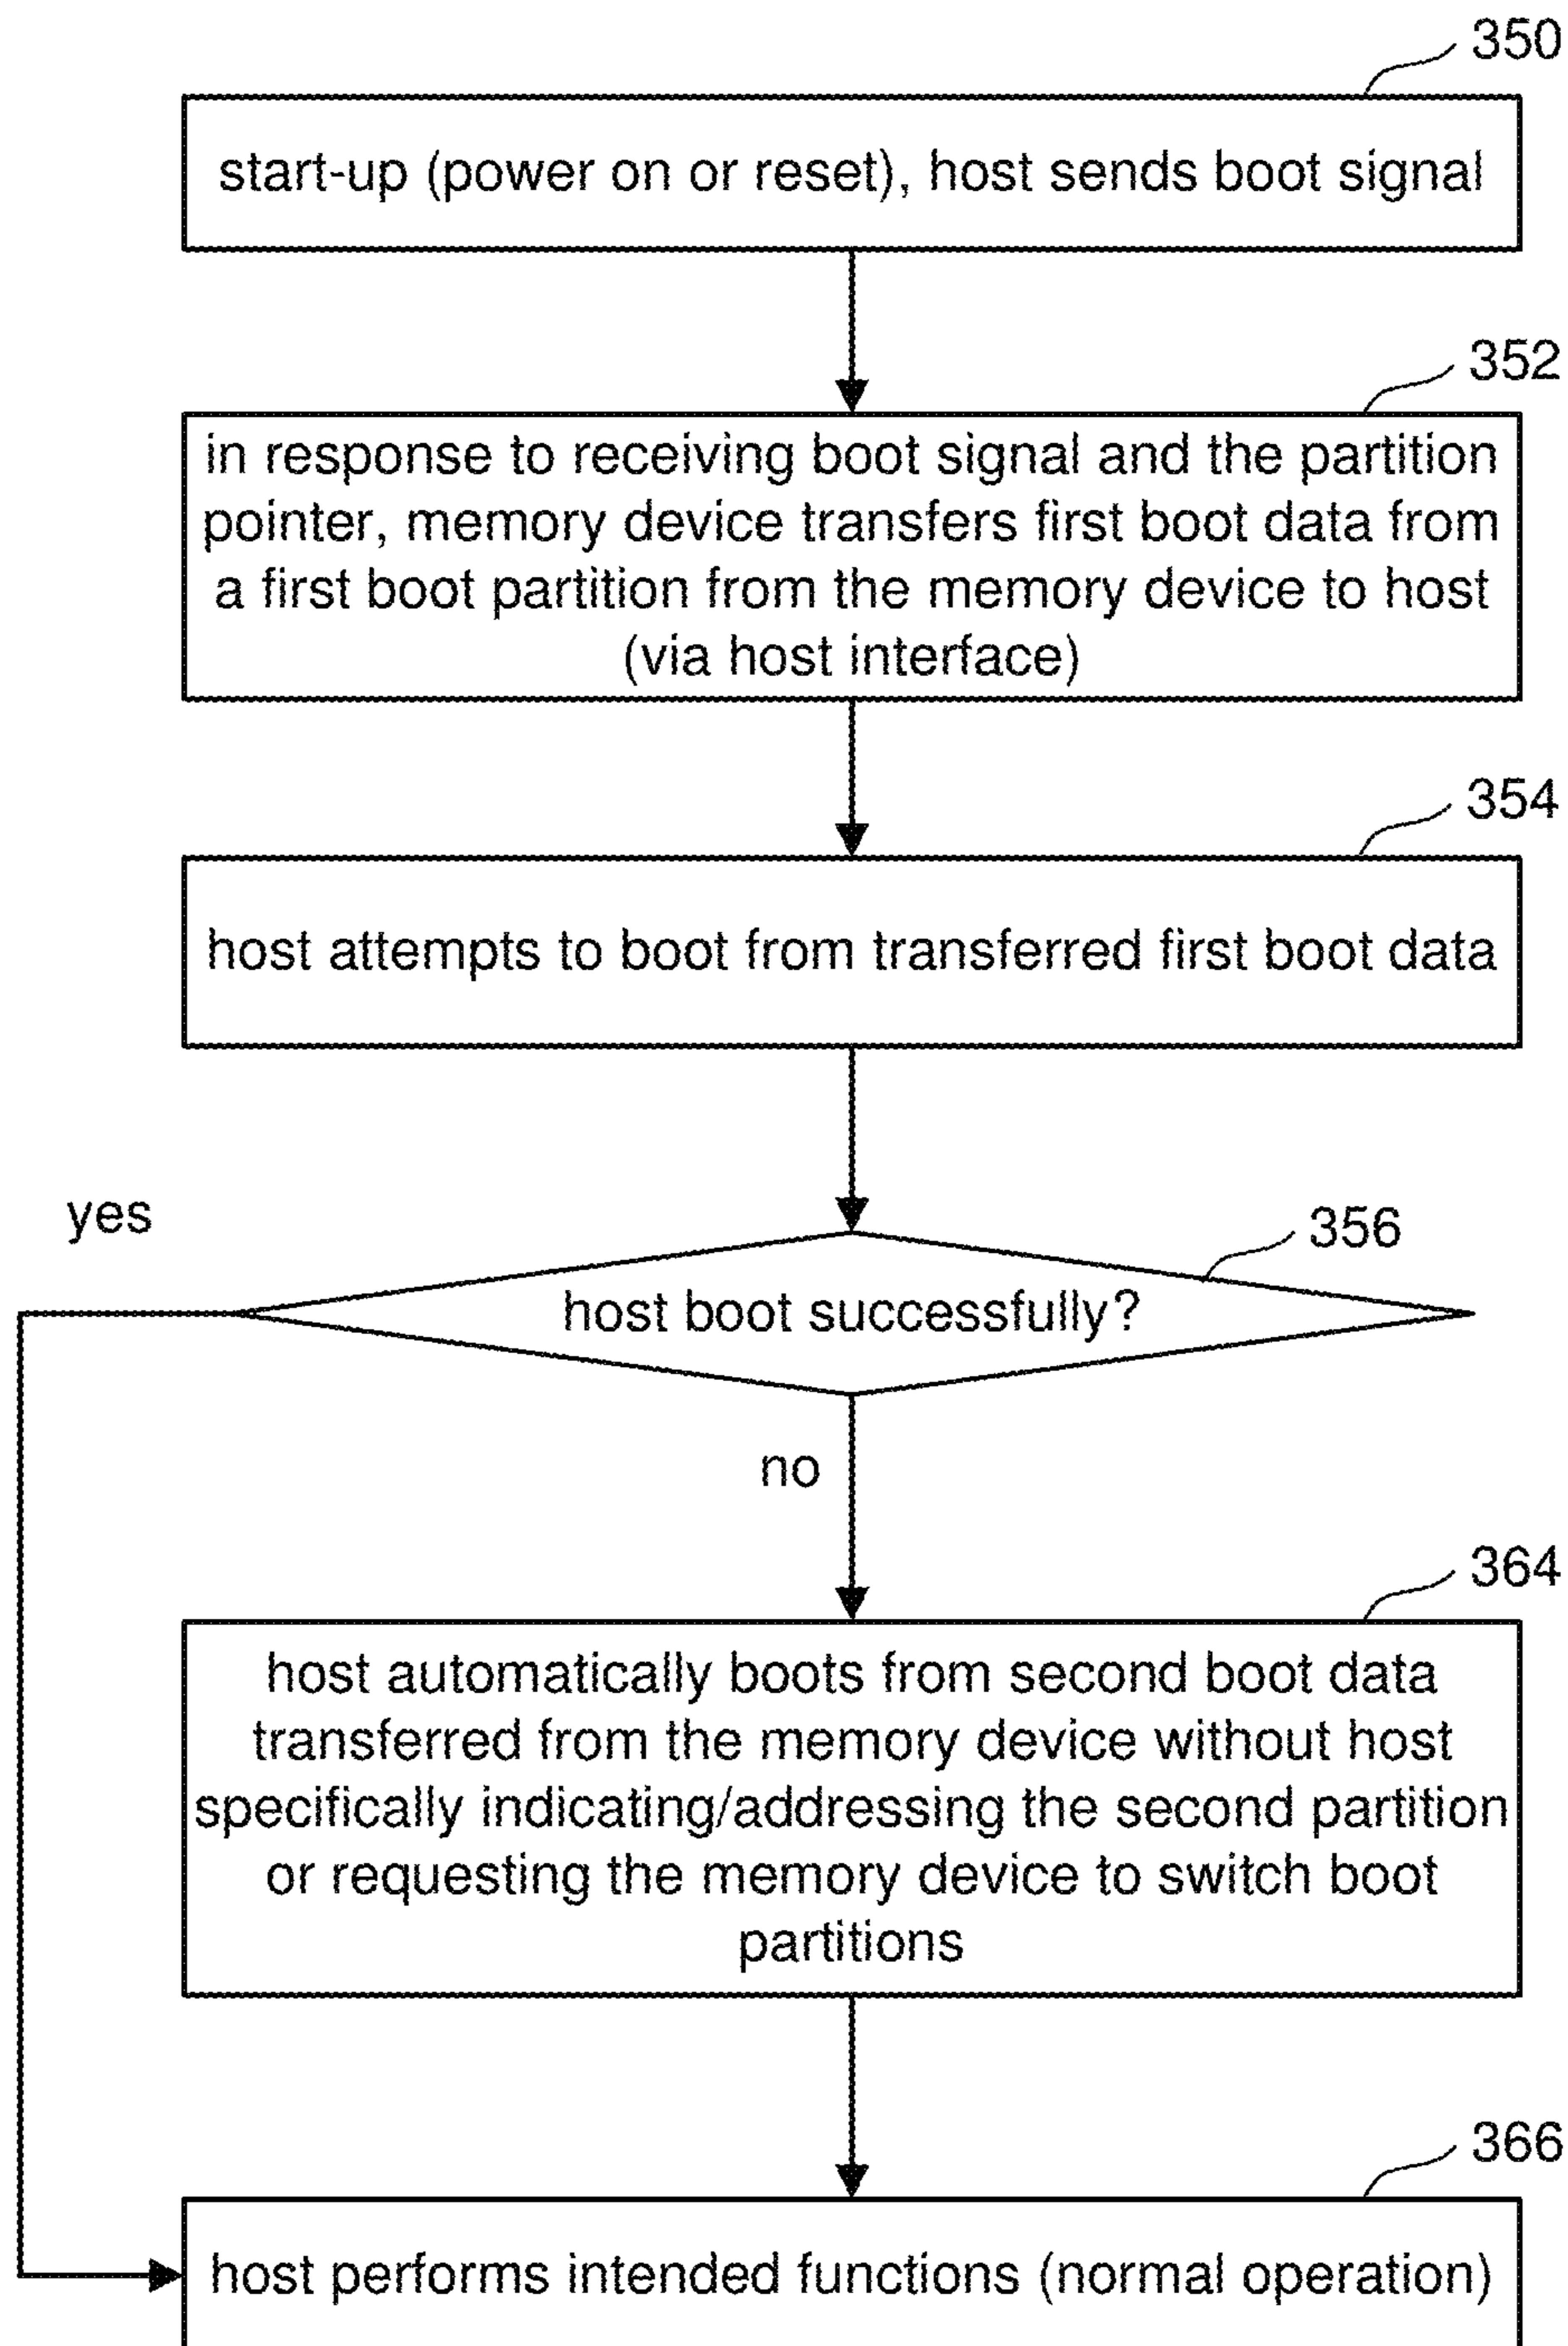 350
start-up (power on or reset), host sends boot signal
352
in response to receiving boot signal and the partition
pointer, memory device transfers first boot data from
a first boot partition from the memory device to host
(via host interface)
354
host attempts to boot from transferred first boot data
yes
356
host boot successfully?
no
364
host automatically boots from second boot data
transferred from the memory device without host
specifically indicating/addressing the second partition
or requesting the memory device to switch boot
partitions
366
host performs intended functions (normal operation)